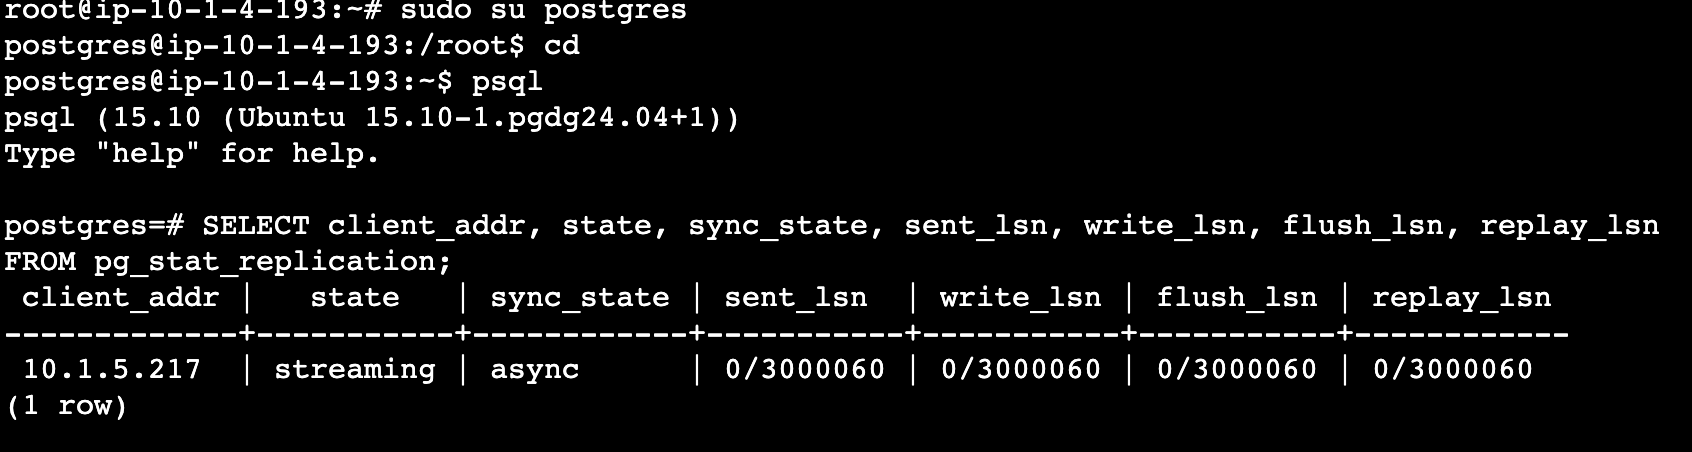 root@ip-10-1-4-193:~# sudo su postgres
postgres@ip-10-1-4-193:/root$ cd
postgres@ip-10-1-4-193:~$ psql
psql (15.10 (Ubuntu 15.10-1.pgdg24.04+1))
Type "help" for help.

postgres=# SELECT client_addr, state, sync_state, sent_lsn, write_lsn, flush_lsn, replay_lsn
FROM pg_stat_replication;
 client_addr |   state   | sync_state | sent_lsn  | write_lsn | flush_lsn | replay_lsn
-------------+-----------+------------+-----------+-----------+-----------+------------
 10.1.5.217  | streaming | async      | 0/3000060 | 0/3000060 | 0/3000060 | 0/3000060
(1 row)